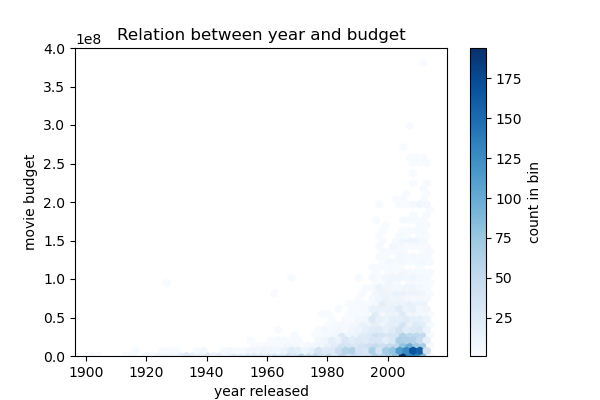 Relation between year and budget
1e8
4.0
3.5
3.0
2.5
2.0
1.5
1.0
0.5
0.0
movie budget
1900 1920 1940 1960 1980 2000
year released
175
150
125
100
75
50
25
count in bin